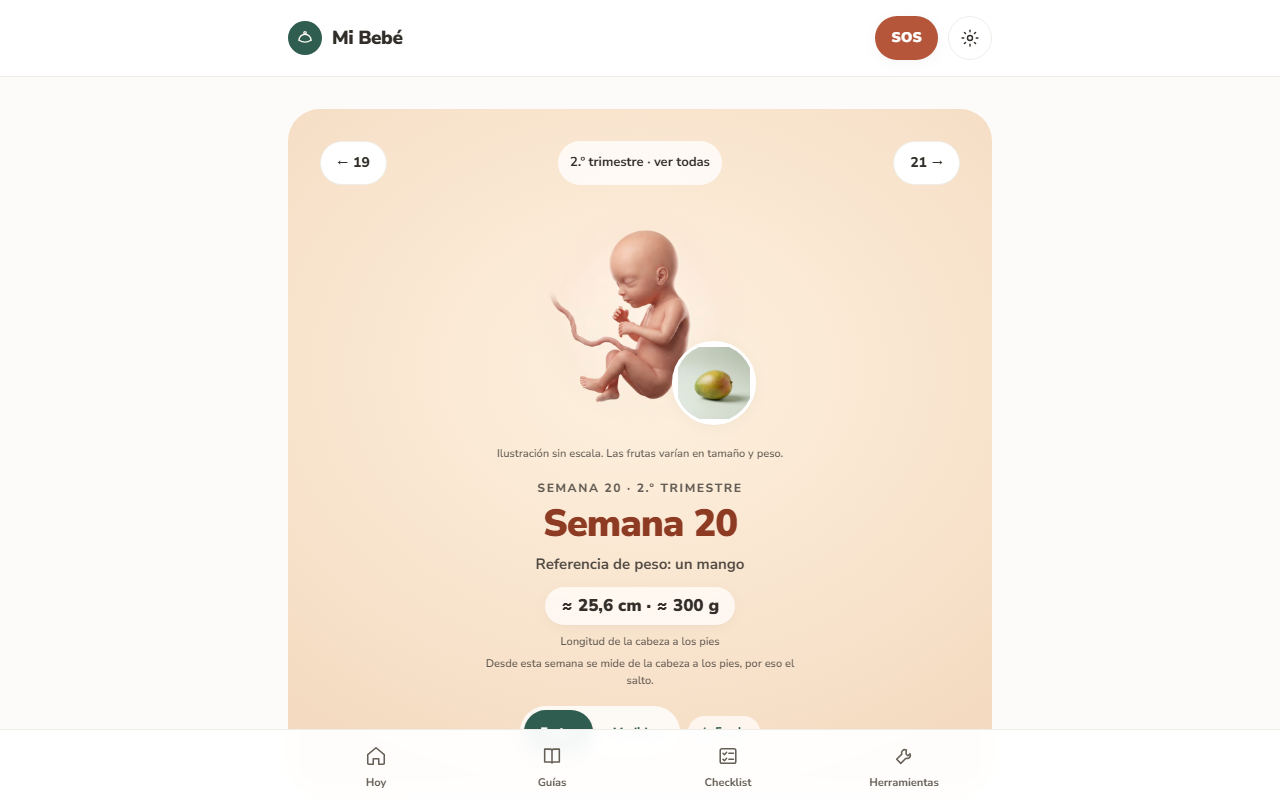 Mi Bebé
SOS
← 19
2.º trimestre · ver todas
21 →
Ilustración sin escala. Las frutas varían en tamaño y peso.
SEMANA 20 · 2.º TRIMESTRE
Semana 20
Referencia de peso: un mango
≈ 25,6 cm · ≈ 300 g
Longitud de la cabeza a los pies
Desde esta semana se mide de la cabeza a los pies, por eso el
salto.
Hoy
Guías
Checklist
Herramientas